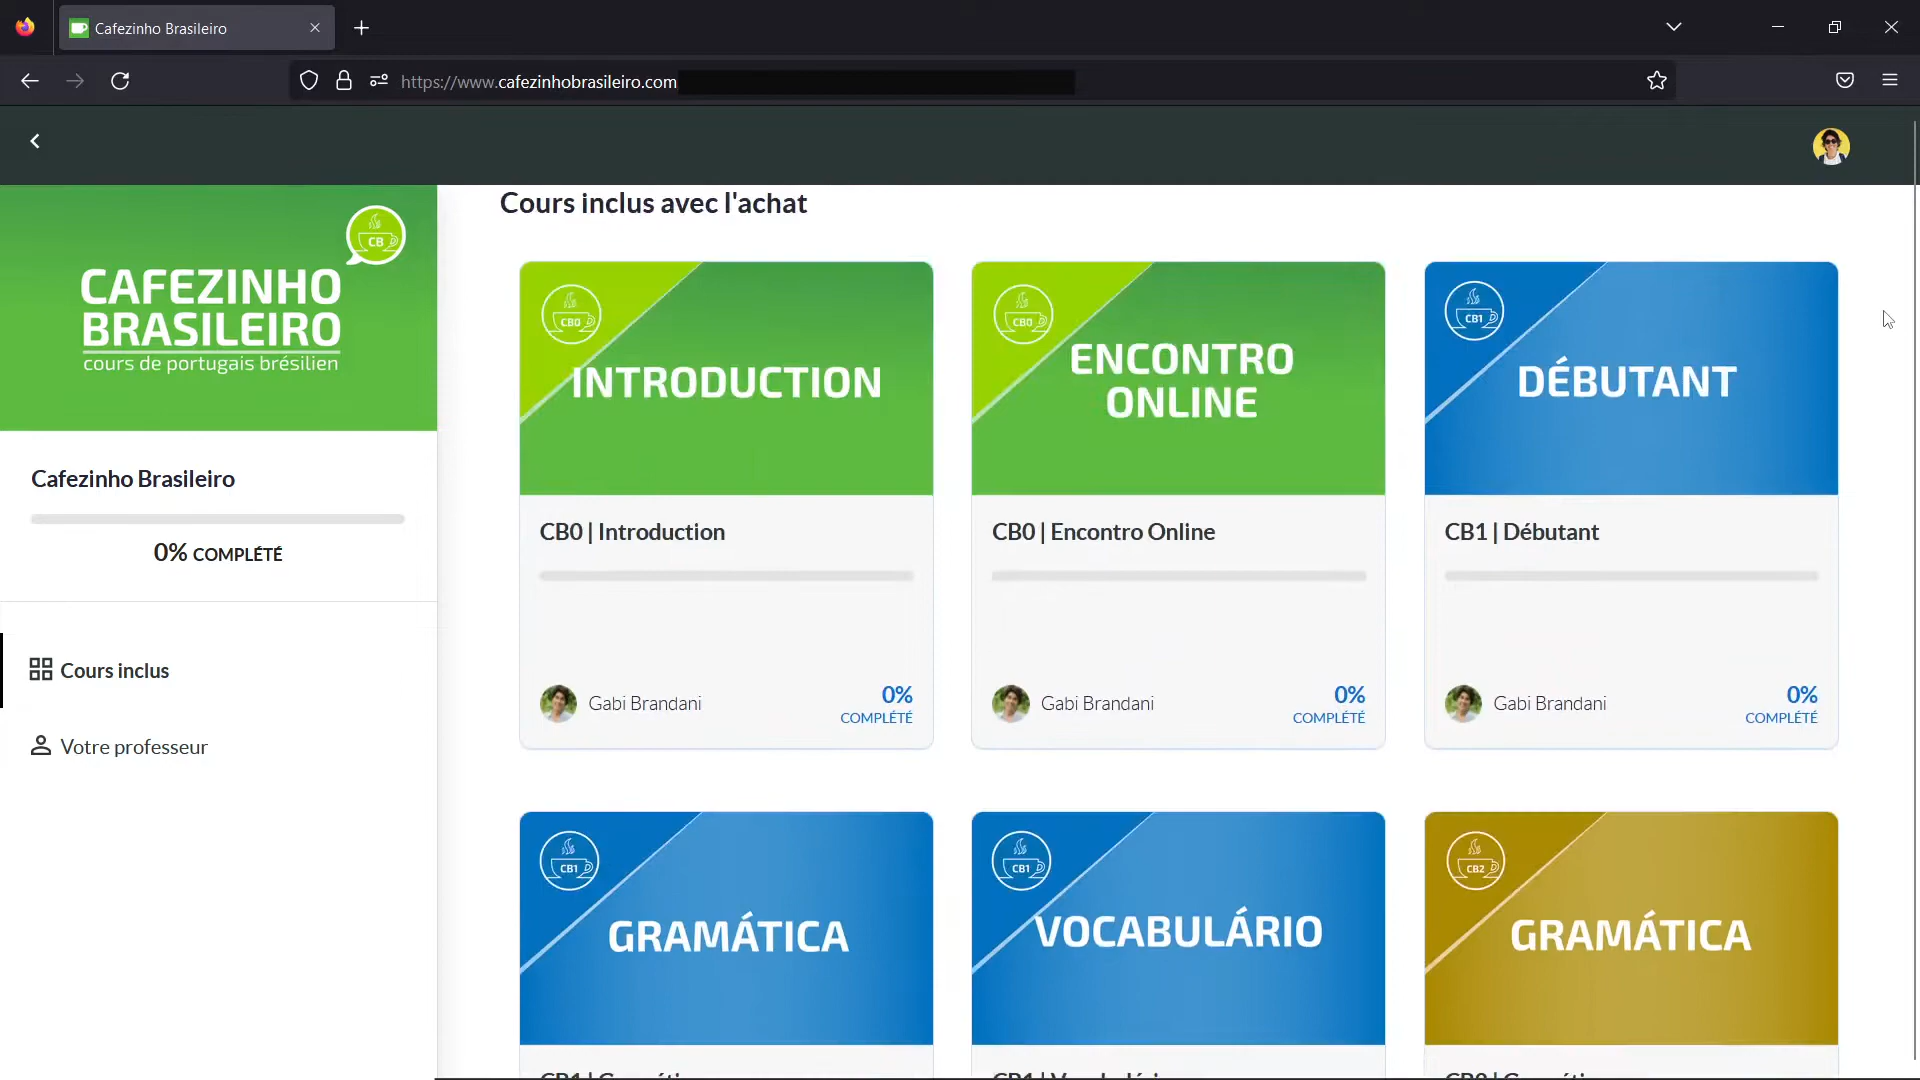 Cafezinho Brasileiro
https://www.cafezinhobrasileiro.com
Cours inclus avec l'achat
CB
CAFEZINHO
BRASILEIRO
cours de portugais brésilien
Cafezinho Brasileiro
0% COMPLÉTÉ
Cours inclus
Votre professeur
CB0
INTRODUCTION
CB0 | Introduction
Gabi Brandani
0%
COMPLÉTÉ
CB0
ENCONTRO
ONLINE
CB0 | Encontro Online
Gabi Brandani
0%
COMPLÉTÉ
CB1
DÉBUTANT
CB1 | Débutant
Gabi Brandani
0%
COMPLÉTÉ
CB1
GRAMÁTICA
CB1
VOCABULÁRIO
CB2
GRAMÁTICA